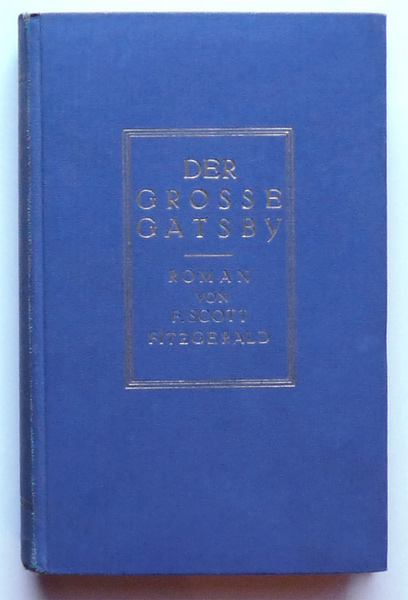 DER
GROSSE
GATSBY
ROMAN
VON
F. SCOTT
FITZGERALD